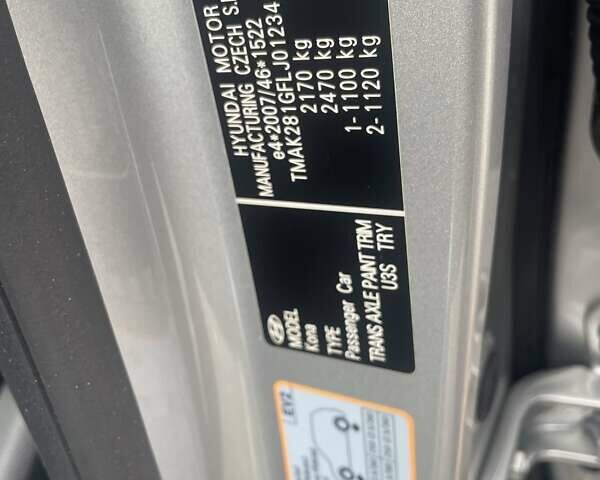 HYUNDAI MOTOR
MANUFACTURING CZECH S.
e4*2007/46*1522
TMAK281GFLJ01234
2170 kg
2470 kg
1-1100 kg
2-1120 kg
MODEL
Kona
TYPE
Passenger Car
TRANS AXLE PAINT TRIM
U3S TRY